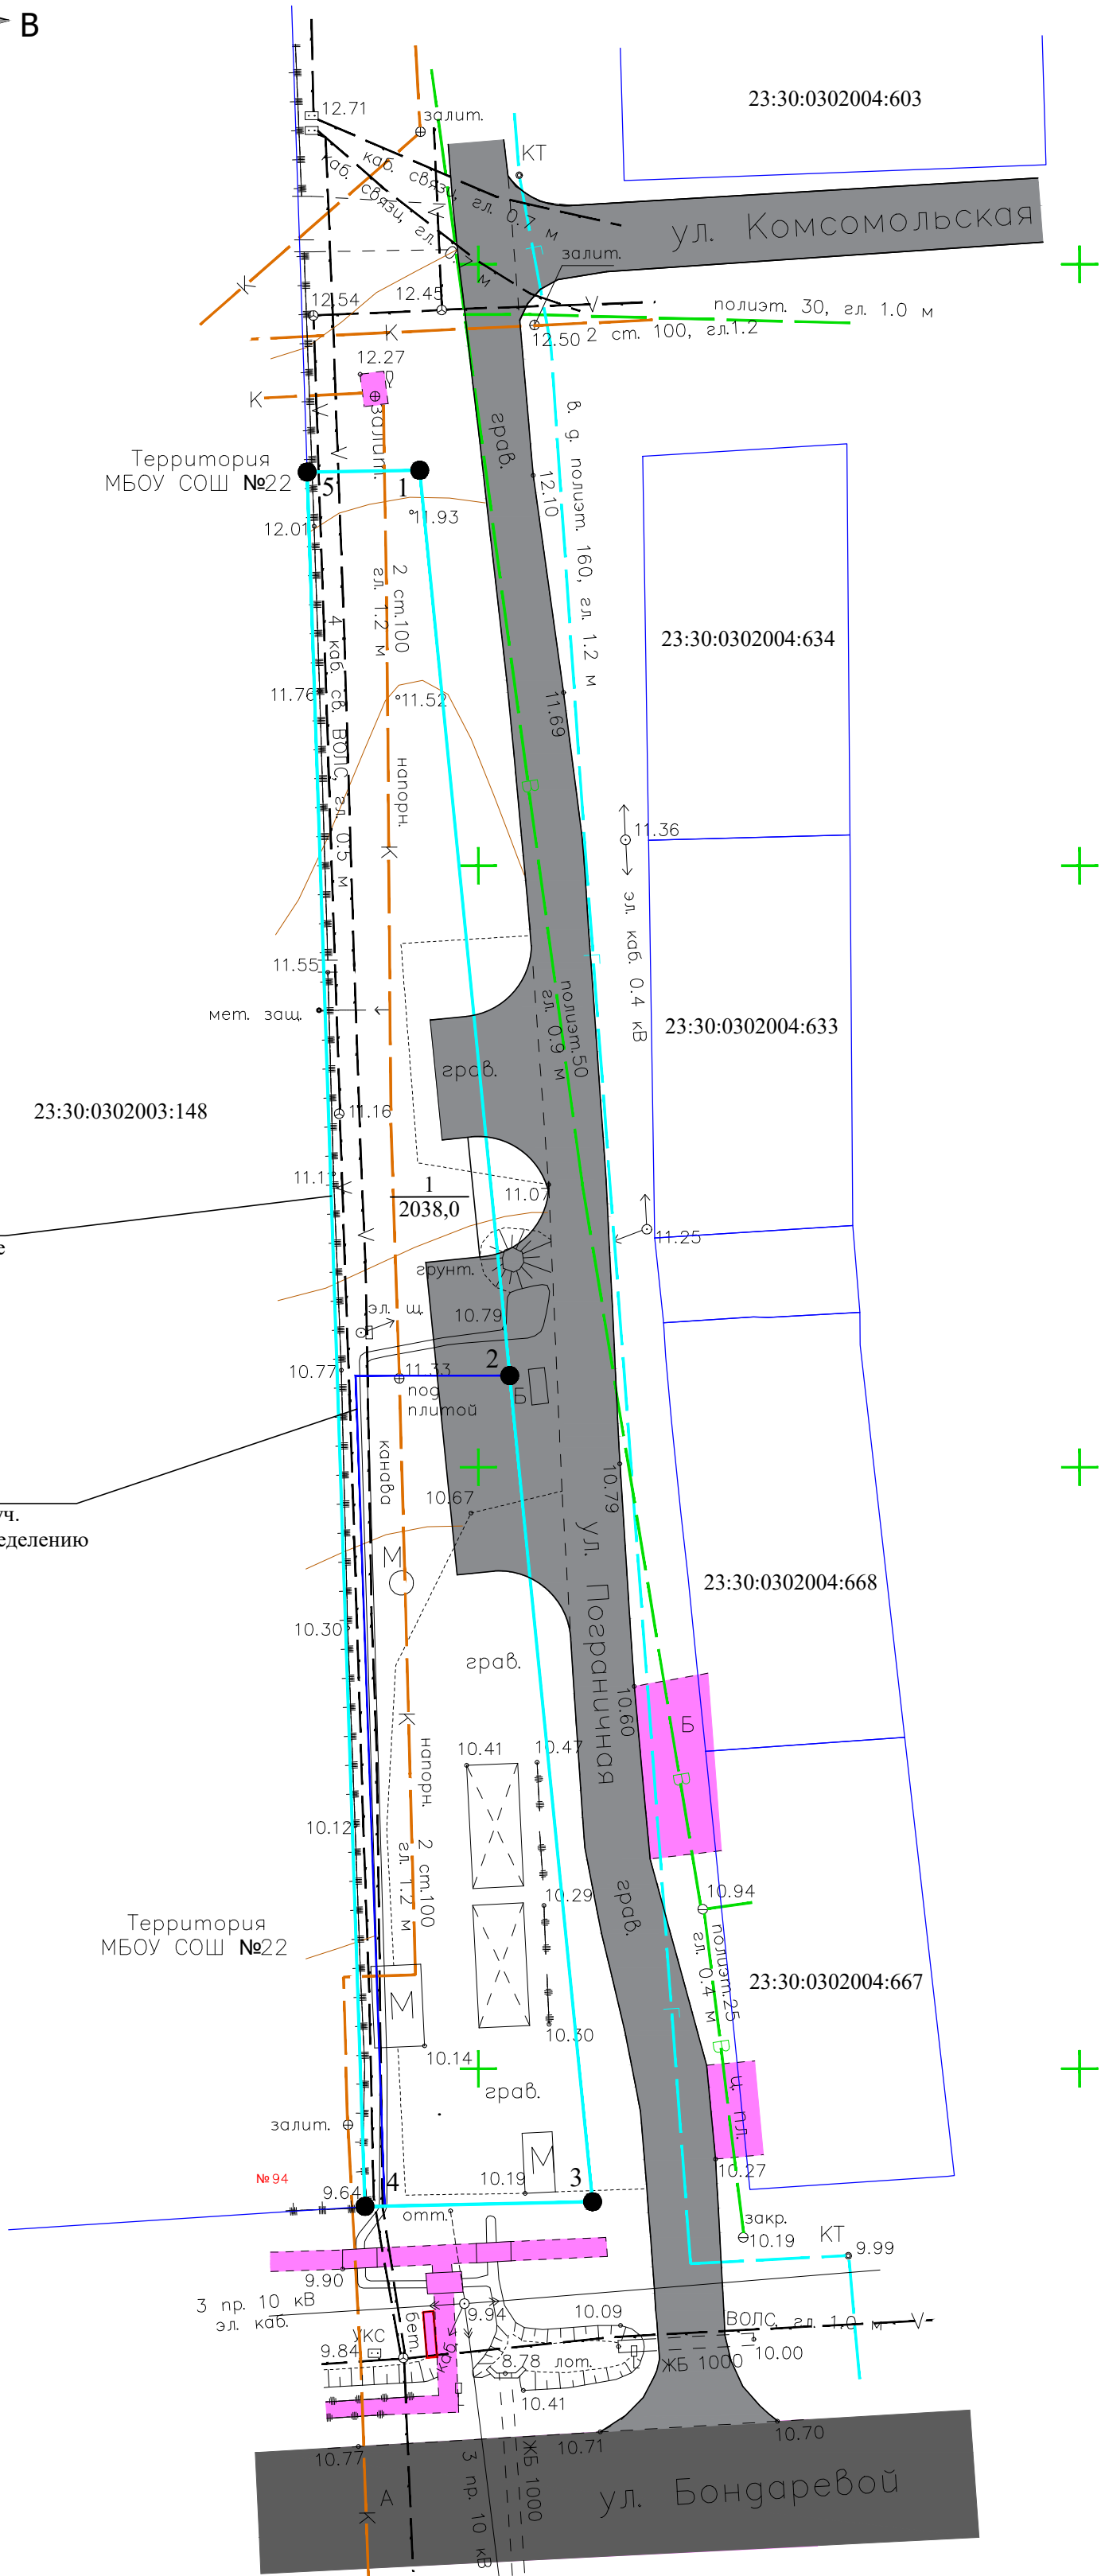 В
23:30:0302004:603
12.71
залит.
КТ
каб. связи, гл. 0.7 м
каб. связи, гл. 0.7 м
ул. Комсомольская
залит.
К
12.54
12.45
V
полиэт. 30, гл. 1.0 м
К
12.50
2 ст. 100, гл.1.2
12.27
К
залит.
V
V
грав.
в. д. полиэт. 160, гл. 1.2 м
Территория
МБОУ СОШ №22
5
1
12.01
11.93
12.10
2 ст.100
гл. 1.2 м
4 каб. св. ВОЛС, гл. 0.5 м
23:30:0302004:634
11.76
11.52
11.69
напорн.
В
К
11.36
эл. каб. 0.4 кВ
11.55
мет. защ.
полиэт.50
гл. 0.9 м
23:30:0302004:633
грав.
23:30:0302003:148
11.16
11.1
1
2038,0
11.07
V
V
11.25
е
грунт.
эл. щ.
10.79
10.77
2
11.33
под
плитой
Б
канава
10.67
10.79
уч.
еделению
М
ул. Пограничная
23:30:0302004:668
10.30
грав.
10.60
Б
К
напорн.
2 ст.100
гл. 1.2 м
10.41
10.47
В
10.12
грав.
10.29
10.94
полиэт.25
гл. 0.4 м
Территория
МБОУ СОШ №22
23:30:0302004:667
М
10.30
10.14
В
грав.
ц. пл.
залит.
М
№94
9.64
4
10.19
3
10.27
отт.
закр.
10.19
КТ
9.99
9.90
3 пр. 10 кВ
эл. каб.
9.94
10.09
ВОЛС, гл. 1.0 м
V
УКС
бет.
9.84
8.78
лот.
ЖБ 1000
10.00
10.41
10.77
10.71
10.70
А
К
3 пр. 10 кВ
ЖБ 1000
ул. Бондаревой